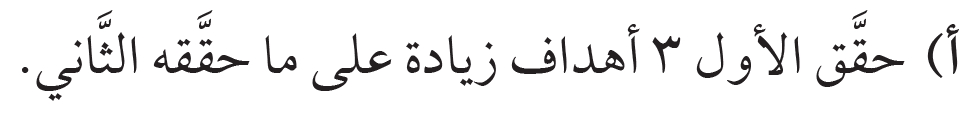 أ) حقَّق الأول ٣ أهداف زيادة على ما حقَّقه الثَّاني.